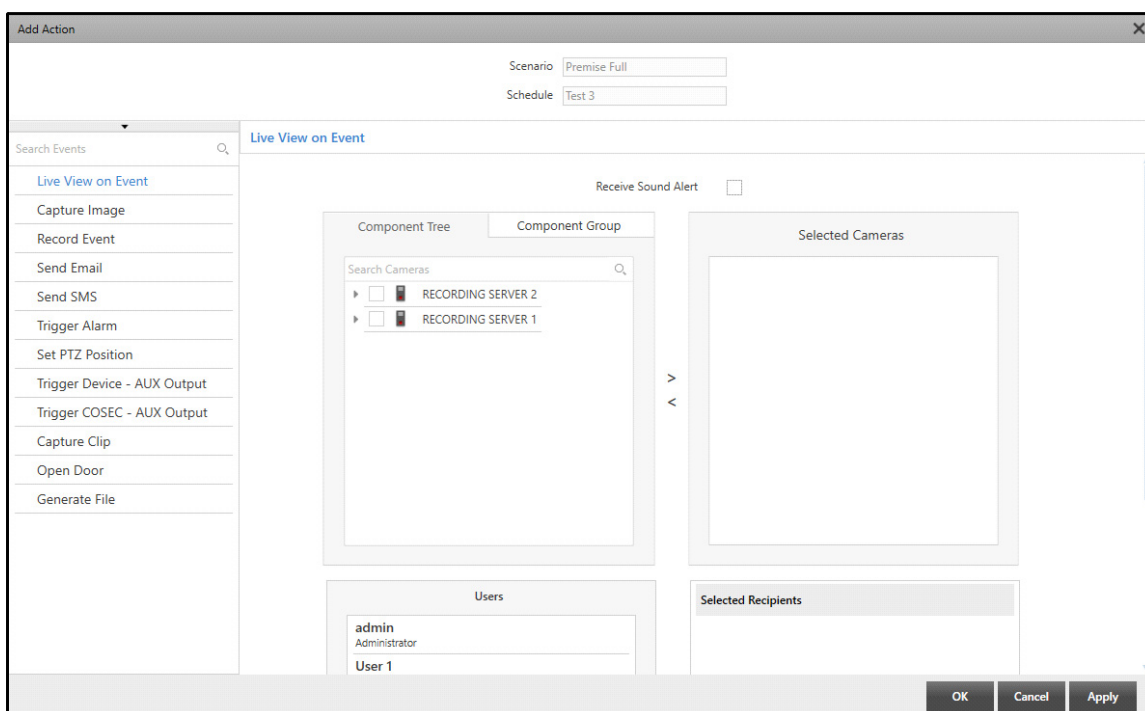 Add Action
Scenario Premise Full
Schedule Test 3
Search Events
Live View on Event
Capture Image
Record Event
Send Email
Send SMS
Trigger Alarm
Set PTZ Position
Trigger Device - AUX Output
Trigger COSEC - AUX Output
Capture Clip
Open Door
Generate File
Live View on Event
Receive Sound Alert
Component Tree Component Group
Search Cameras
RECORDING SERVER 2
RECORDING SERVER 1
>
<
Selected Cameras
Users
admin
Administrator
User 1
Selected Recipients
OK Cancel Apply